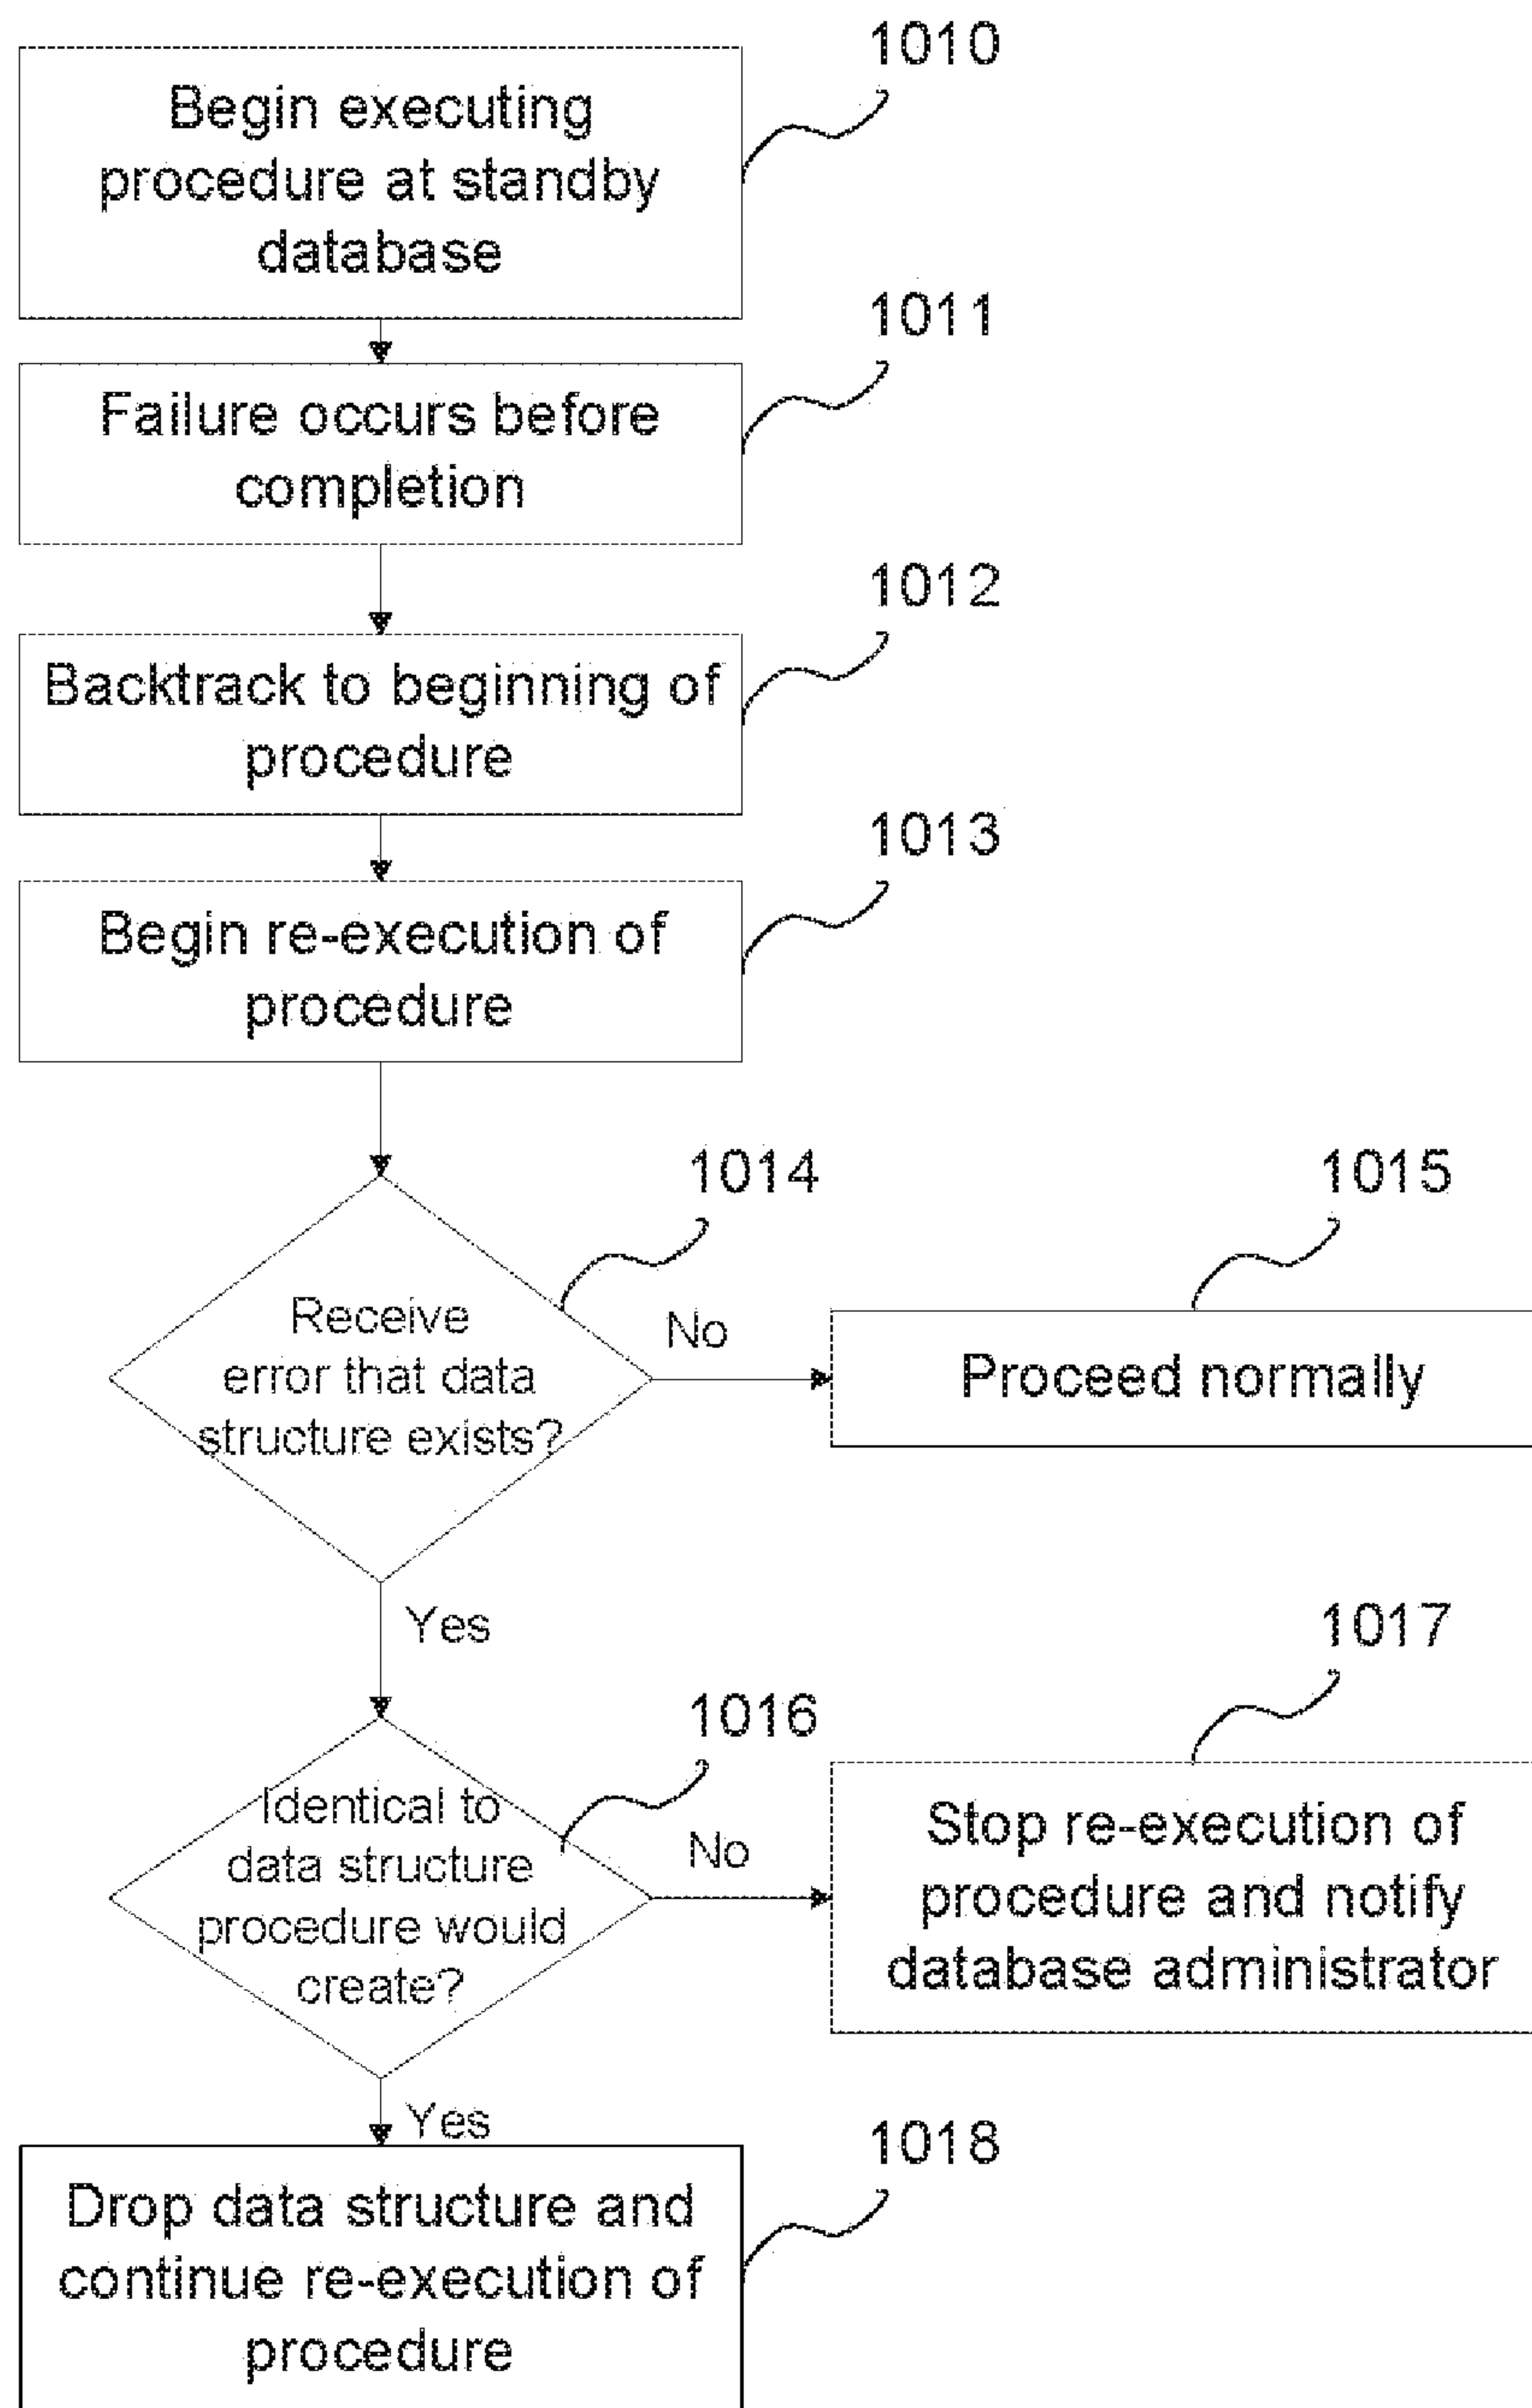 1010
Begin executing
procedure at standby
database
1011
Failure occurs before
completion
1012
Backtrack to beginning of
procedure
1013
Begin re-execution of
procedure
1014
Receive
error that data
structure exists?
No
1015
Proceed normally
Yes
1016
Identical to
data structure
procedure would
create?
No
1017
Stop re-execution of
procedure and notify
database administrator
Yes
1018
Drop data structure and
continue re-execution of
procedure